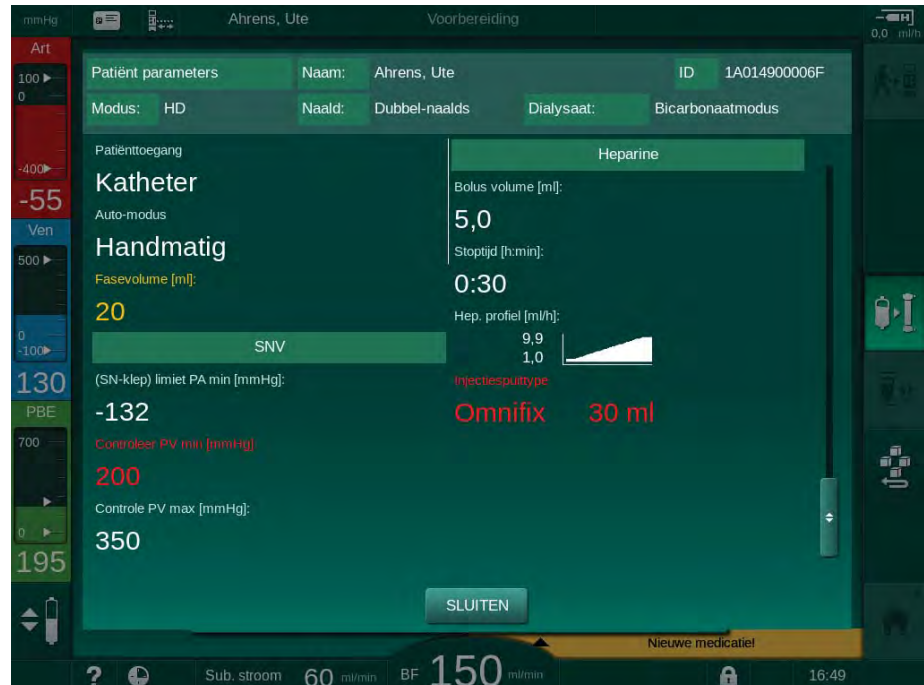 mmHg
Ahrens, Ute
Voorbereiding
0,0 ml/h
Art
100
0
-400
-55
Ven
500
0
-100
130
PBE
700
0
195
Patiënt parameters
Naam:
Ahrens, Ute
ID
1A014900006F
Modus:
HD
Naald:
Dubbel-naalds
Dialysaat:
Bicarbonaatmodus
Patiënttoegang
Katheter
Auto-modus
Handmatig
Fasevolume [ml]:
20
SNV
(SN-klep) limiet PA min [mmHg]:
-132
Controleer PV min [mmHg]
200
Controle PV max [mmHg]:
350
Heparine
Bolus volume [ml]:
5,0
Stoptijd [h:min]:
0:30
Hep. profiel [ml/h]:
9,9
1,0
Injectiespuittype
Omnifix 30 ml
SLUITEN
Nieuwe medicatie!
? Sub. stroom 60 ml/min BF 150 ml/min 16:49